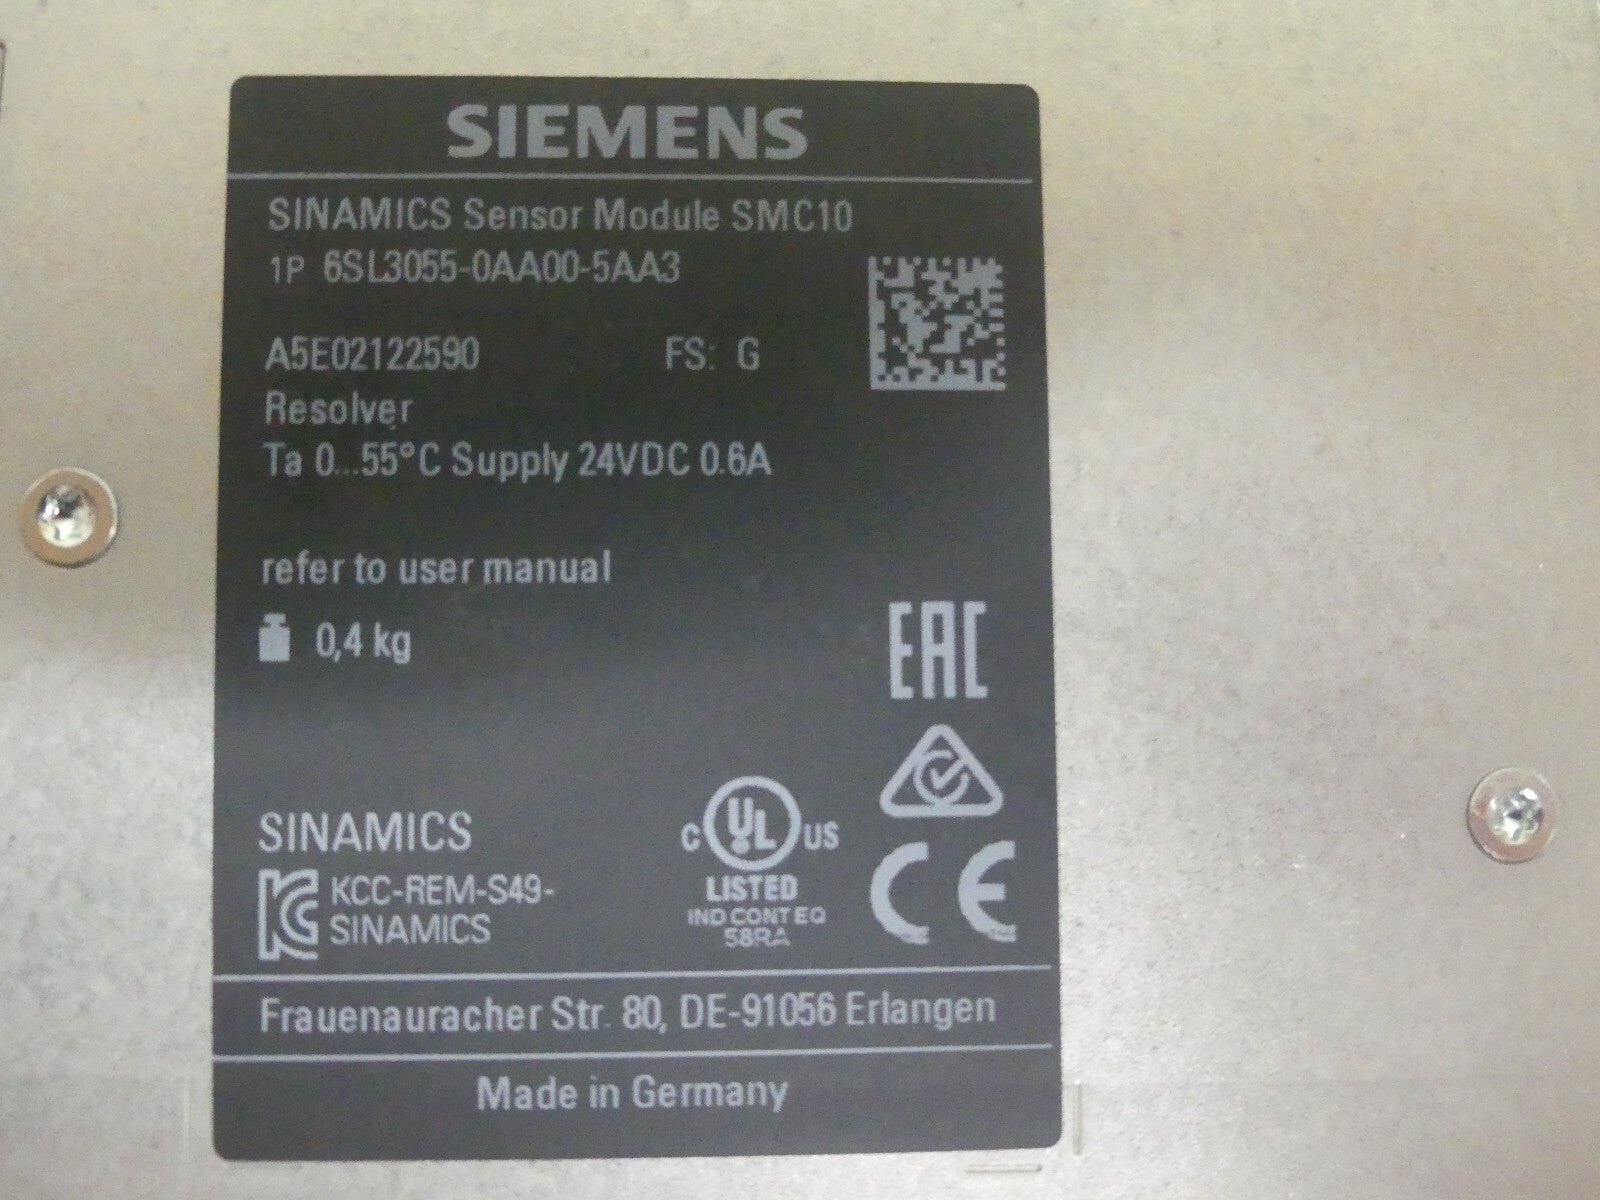 SIEMENS
SINAMICS Sensor Module SMC10
1P 6SL3055-0AA00-5AA3
A5E02122590 FS: G
Resolver
Ta 0...55°C Supply 24VDC 0.6A
refer to user manual
0,4 kg
EAC
SINAMICS
KCC-REM-S49-
SINAMICS
C UL US
LISTED
IND.CONT.EQ
58RA
CE
Frauenauracher Str. 80, DE-91056 Erlangen
Made in Germany